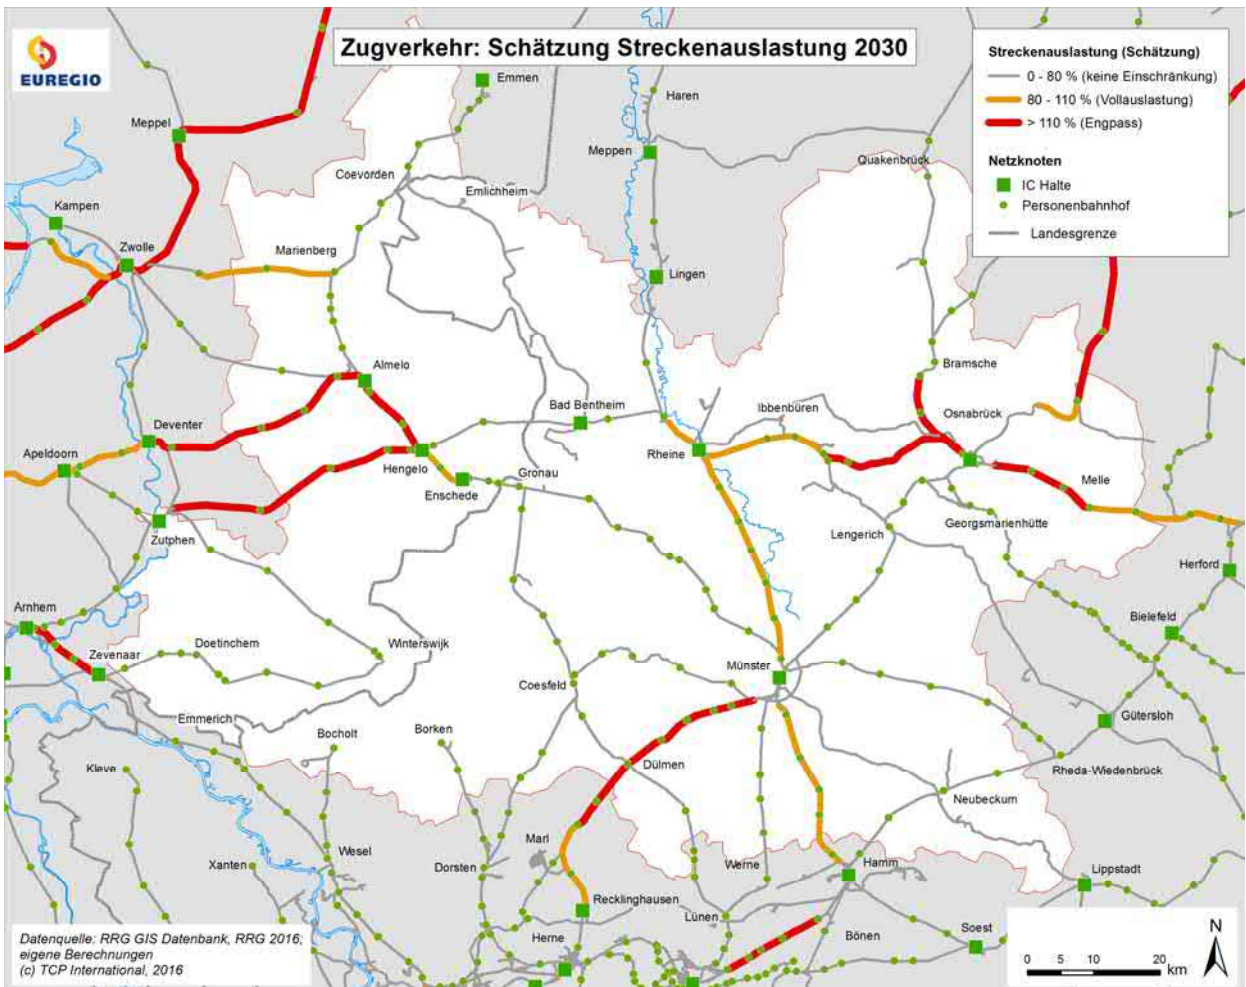 EUREGIO
Zugverkehr: Schätzung Streckenauslastung 2030
Streckenauslastung (Schätzung)
0 - 80 % (keine Einschränkung)
80 - 110 % (Vollauslastung)
> 110 % (Engpass)
Netzknoten
IC Halte
Personenbahnhof
Landesgrenze
Emmen
Haren
Meppel
Meppen
Quakenbrück
Coevorden
Emlichheim
Kampen
Zwolle
Marienberg
Lingen
Almelo
Bramsche
Bad Bentheim
Ibbenbüren
Osnabrück
Deventer
Apeldoorn
Hengelo
Rheine
Enschede
Gronau
Melle
Zutphen
Lengerich
Georgsmarienhütte
Herford
Arnhem
Bielefeld
Doetinchem
Winterswijk
Zevenaar
Münster
Coesfeld
Emmerich
Gütersloh
Bocholt
Borken
Kleve
Dülmen
Rheda-Wiedenbrück
Neubeckum
Marl
Wesel
Xanten
Dorsten
Werne
Hamm
Lippstadt
Recklinghausen
Lünen
Herne
Bönen
Soest
Datenquelle: RRG GIS Datenbank, RRG 2016;
eigene Berechnungen
(c) TCP International, 2016
N
0 5 10 20
km